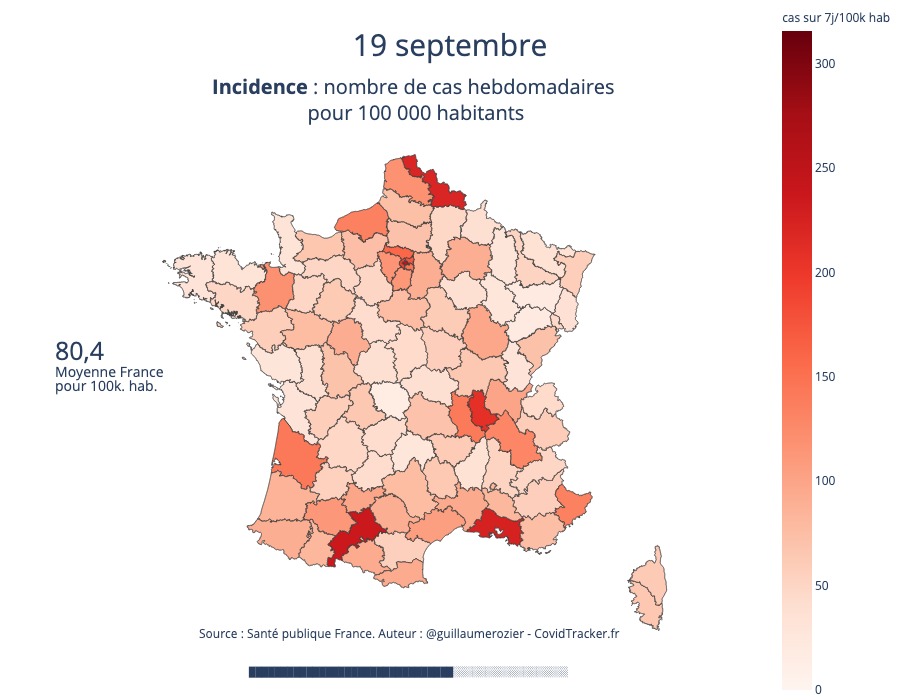 cas sur 7j/100k hab
19 septembre
Incidence : nombre de cas hebdomadaires
pour 100 000 habitants
300
250
200
150
100
50
0
80,4
Moyenne France
pour 100k. hab.
Source : Santé publique France. Auteur : @guillaumerozier - CovidTracker.fr